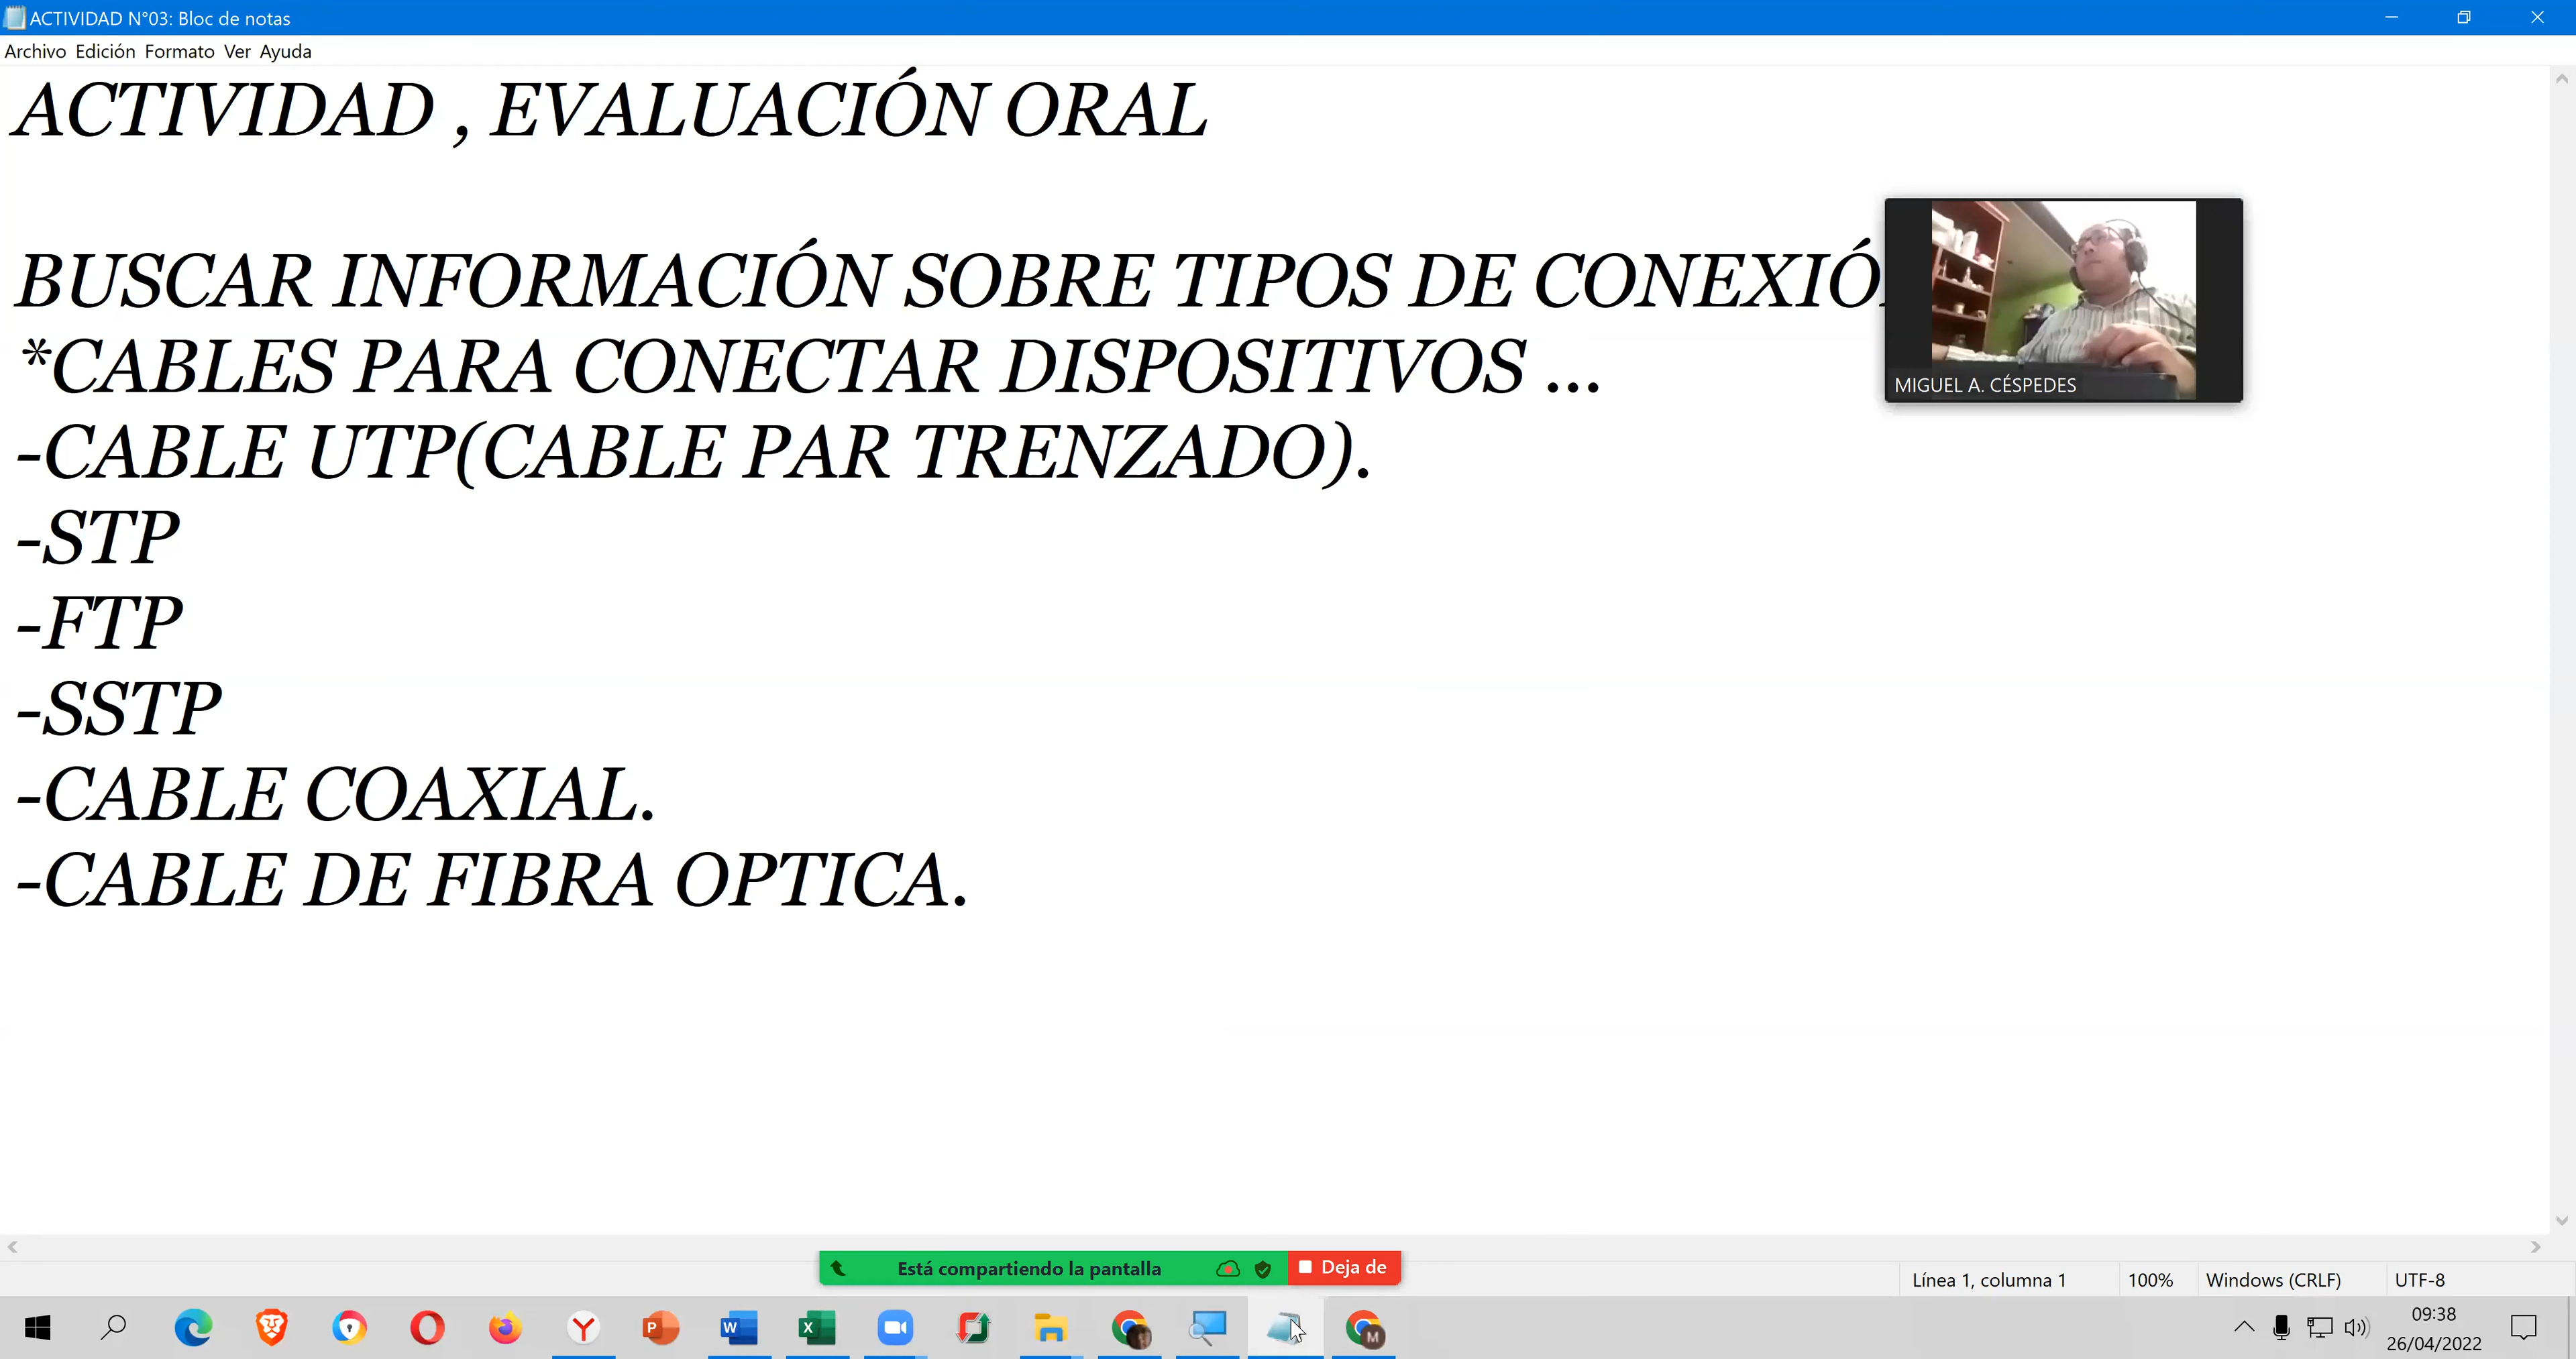 ACTIVIDAD N°03: Bloc de notas
Archivo Edición Formato Ver Ayuda
ACTIVIDAD , EVALUACIÓN ORAL
BUSCAR INFORMACIÓN SOBRE TIPOS DE CONEXIÓ
*CABLES PARA CONECTAR DISPOSITIVOS ...
-CABLE UTP(CABLE PAR TRENZADO).
-STP
-FTP
-SSTP
-CABLE COAXIAL.
-CABLE DE FIBRA OPTICA.
MIGUEL A. CÉSPEDES
Está compartiendo la pantalla
Deja de
Línea 1, columna 1
100%
Windows (CRLF)
UTF-8
09:38
26/04/2022